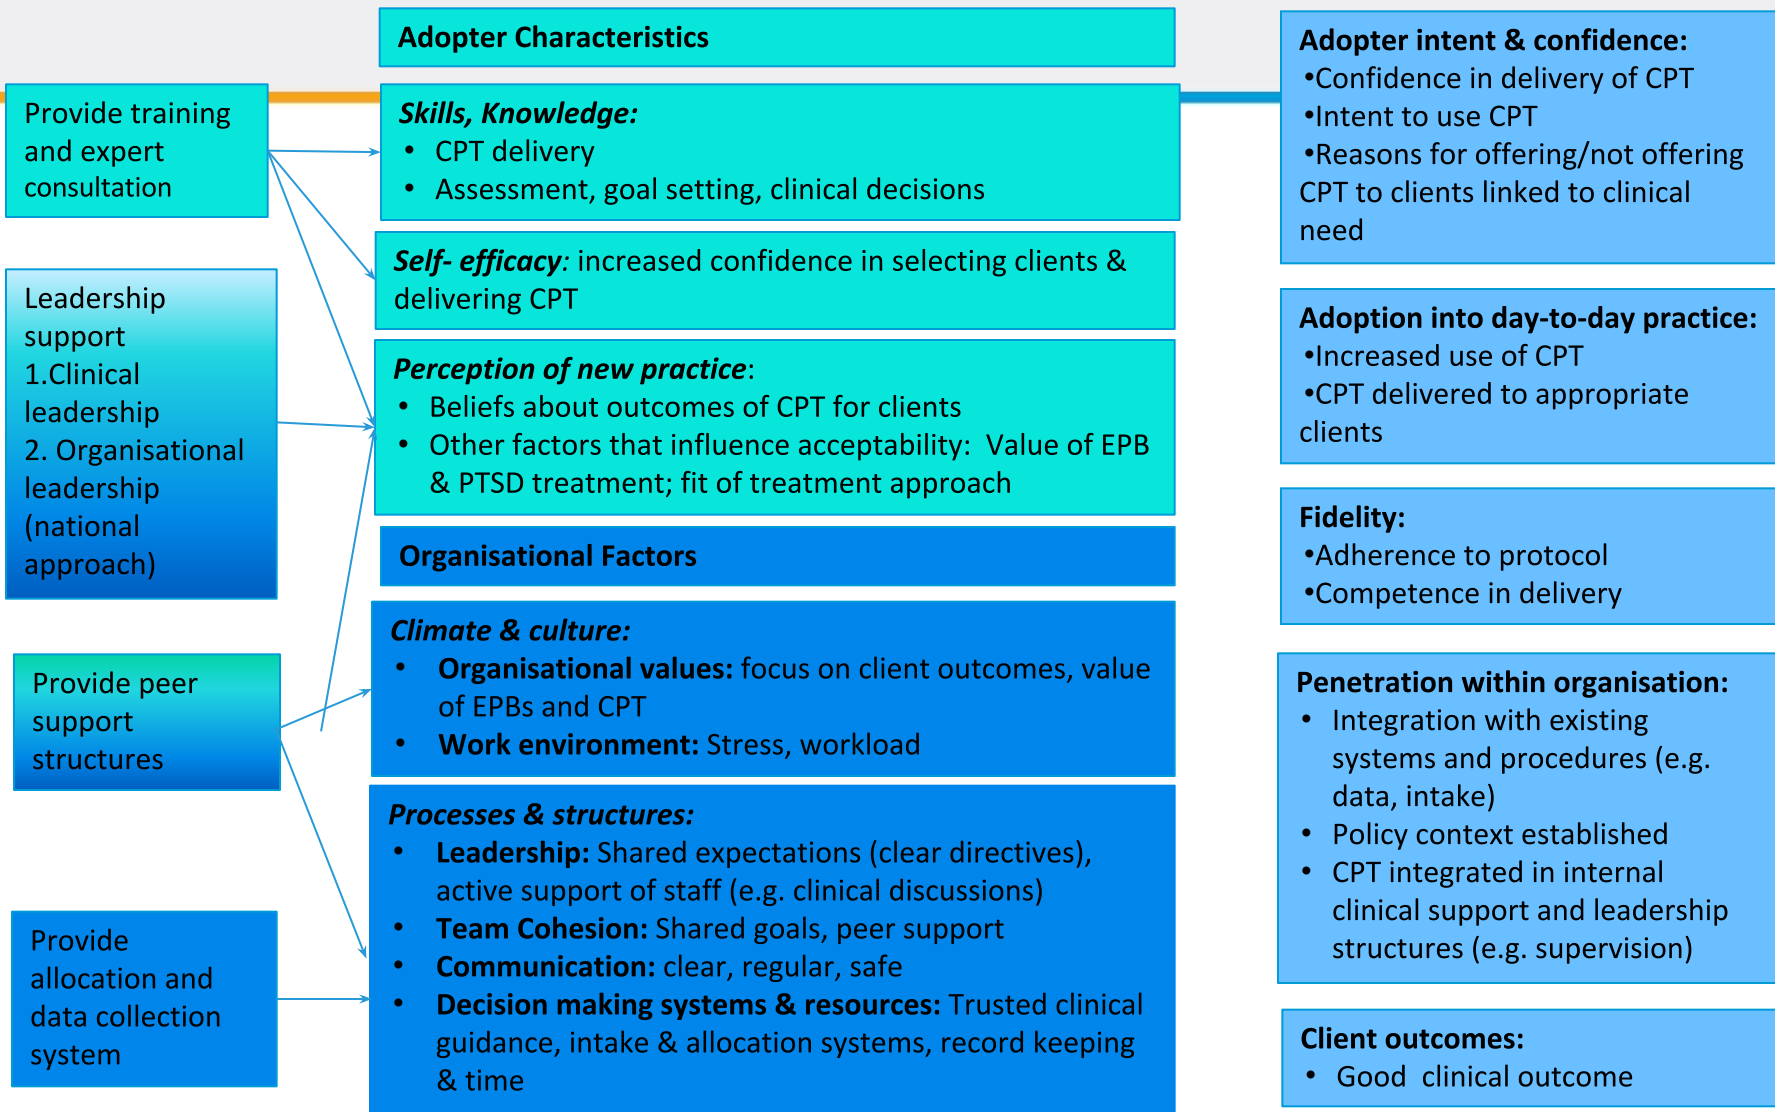 Adopter Characteristics
Provide training
and expert
consultation
Skills, Knowledge:
• CPT delivery
• Assessment, goal setting, clinical decisions
Self- efficacy: increased confidence in selecting clients &
delivering CPT
Leadership
support
1.Clinical
leadership
2. Organisational
leadership
(national
approach)
Perception of new practice:
• Beliefs about outcomes of CPT for clients
• Other factors that influence acceptability:  Value of EPB
& PTSD treatment; fit of treatment approach
Organisational Factors
Provide peer
support
structures
Climate & culture:
• Organisational values: focus on client outcomes, value
of EPBs and CPT
• Work environment: Stress, workload
Provide
allocation and
data collection
system
Processes & structures:
• Leadership: Shared expectations (clear directives),
active support of staff (e.g. clinical discussions)
• Team Cohesion: Shared goals, peer support
• Communication: clear, regular, safe
• Decision making systems & resources: Trusted clinical
guidance, intake & allocation systems, record keeping
& time
Adopter intent & confidence:
•Confidence in delivery of CPT
•Intent to use CPT
•Reasons for offering/not offering
CPT to clients linked to clinical
need
Adoption into day-to-day practice:
•Increased use of CPT
•CPT delivered to appropriate
clients
Fidelity:
•Adherence to protocol
•Competence in delivery
Penetration within organisation:
• Integration with existing
systems and procedures (e.g.
data, intake)
• Policy context established
• CPT integrated in internal
clinical support and leadership
structures (e.g. supervision)
Client outcomes:
• Good  clinical outcome